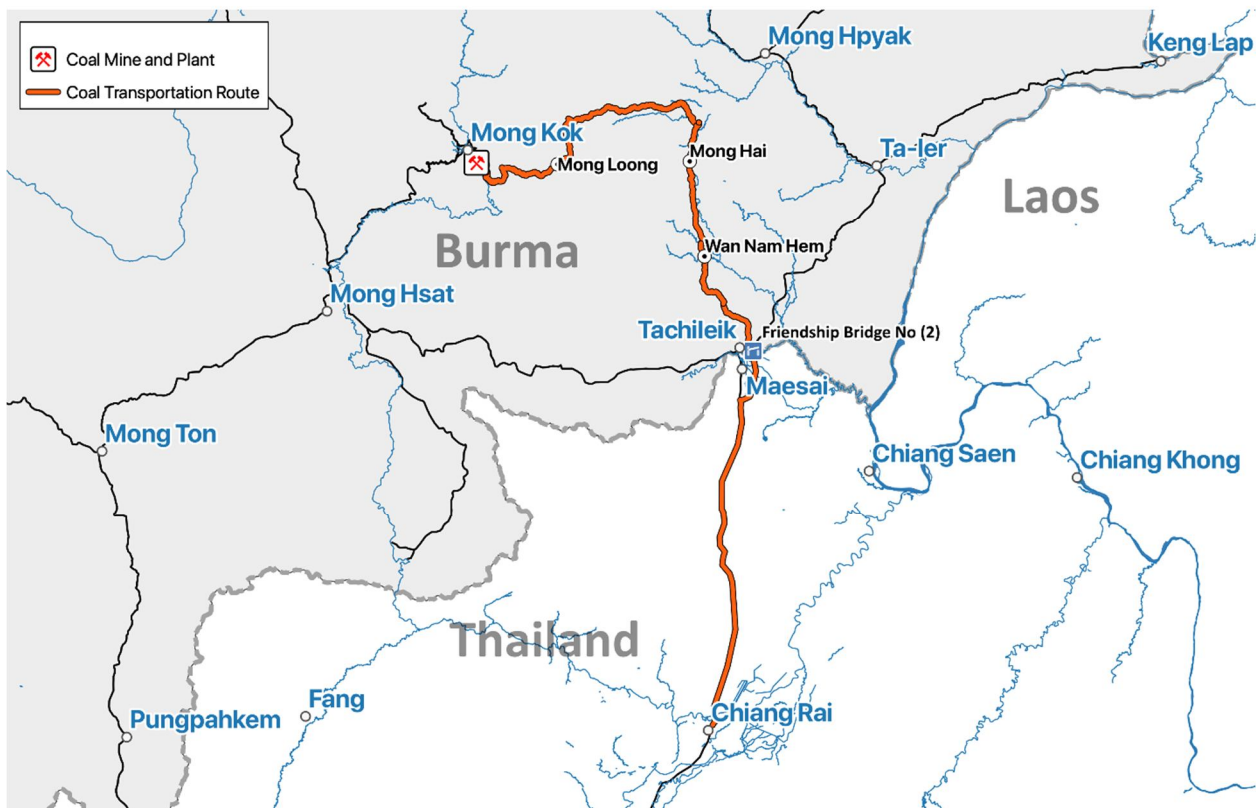 Coal Mine and Plant
Coal Transportation Route
Mong Hpyak
Keng Lap
Mong Kok
Mong Loong
Mong Hai
Ta-ler
Laos
Burma
Wan Nam Hem
Mong Hsat
Tachileik
Friendship Bridge No (2)
Maesai
Mong Ton
Chiang Saen
Chiang Khong
Thailand
Fang
Chiang Rai
Pungpahkem